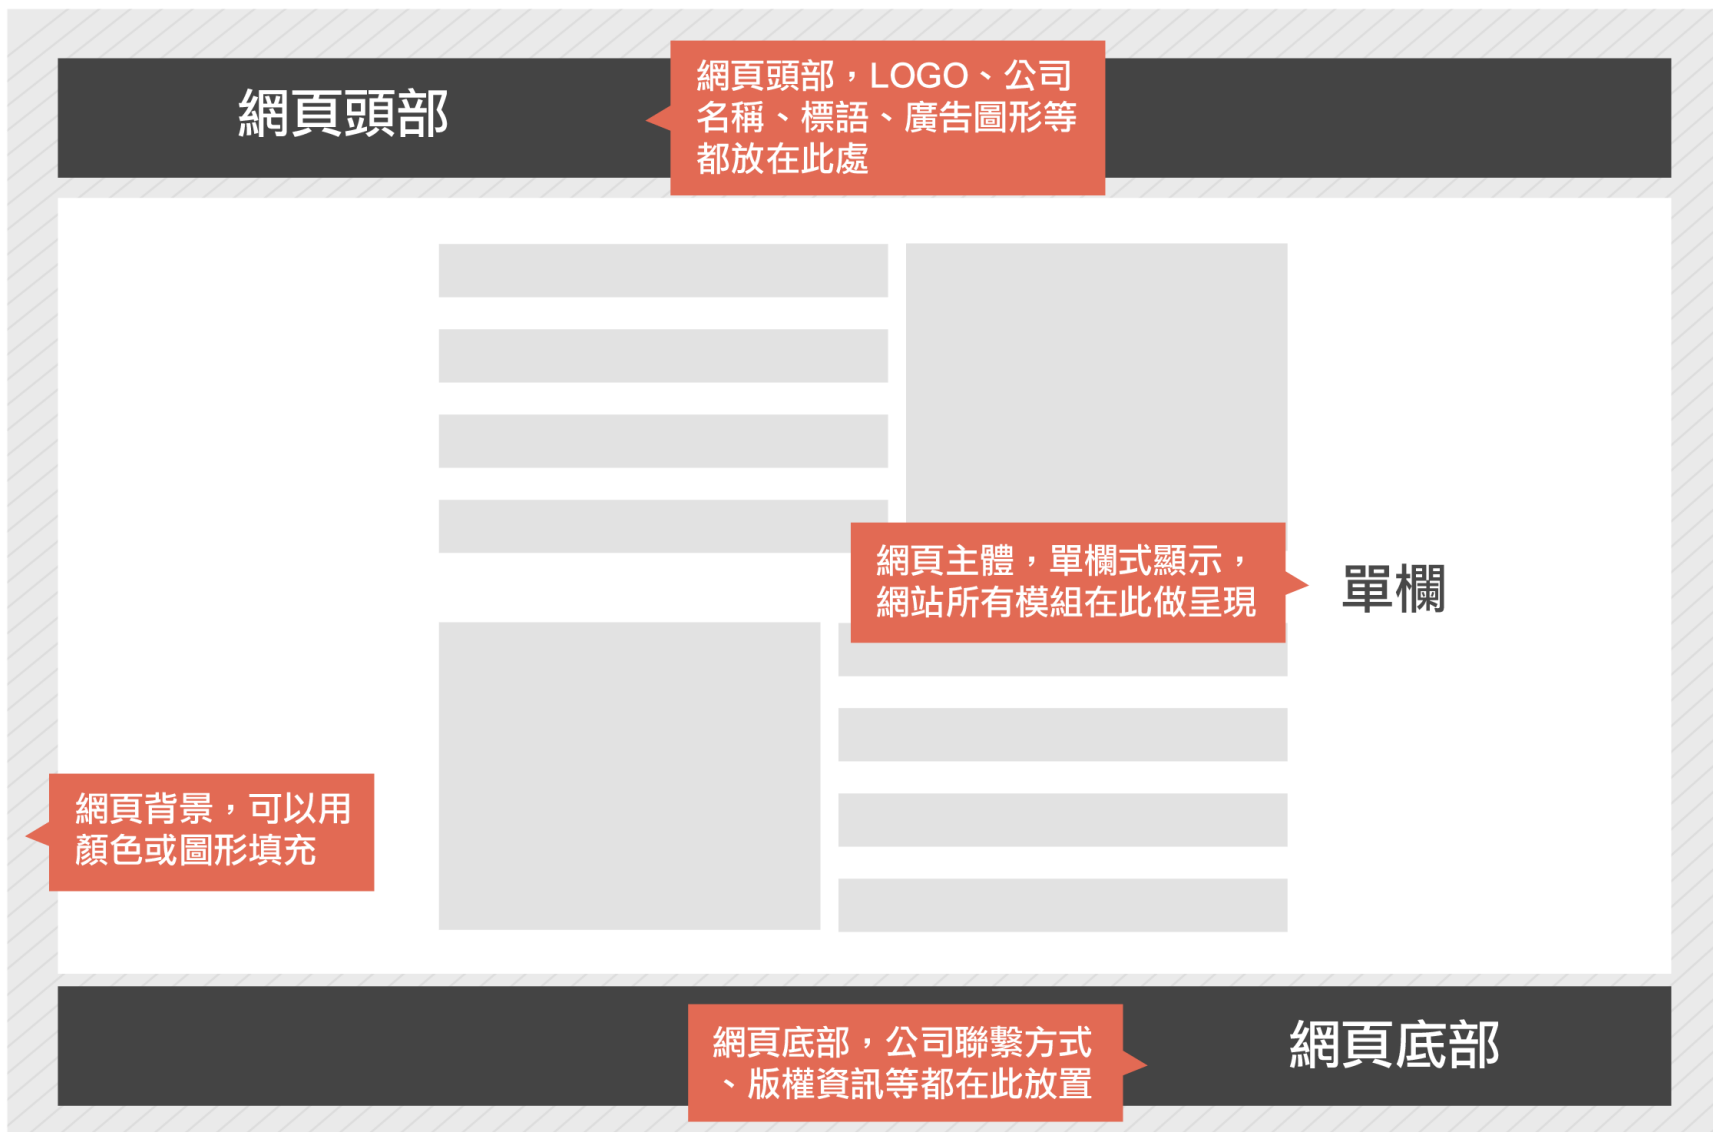 網頁頭部
網頁頭部，LOGO、公司
名稱、標語、廣告圖形等
都放在此處
網頁主體，單欄式顯示，
網站所有模組在此做呈現
單欄
網頁背景，可以用
顏色或圖形填充
網頁底部，公司聯繫方式
、版權資訊等都在此放置
網頁底部